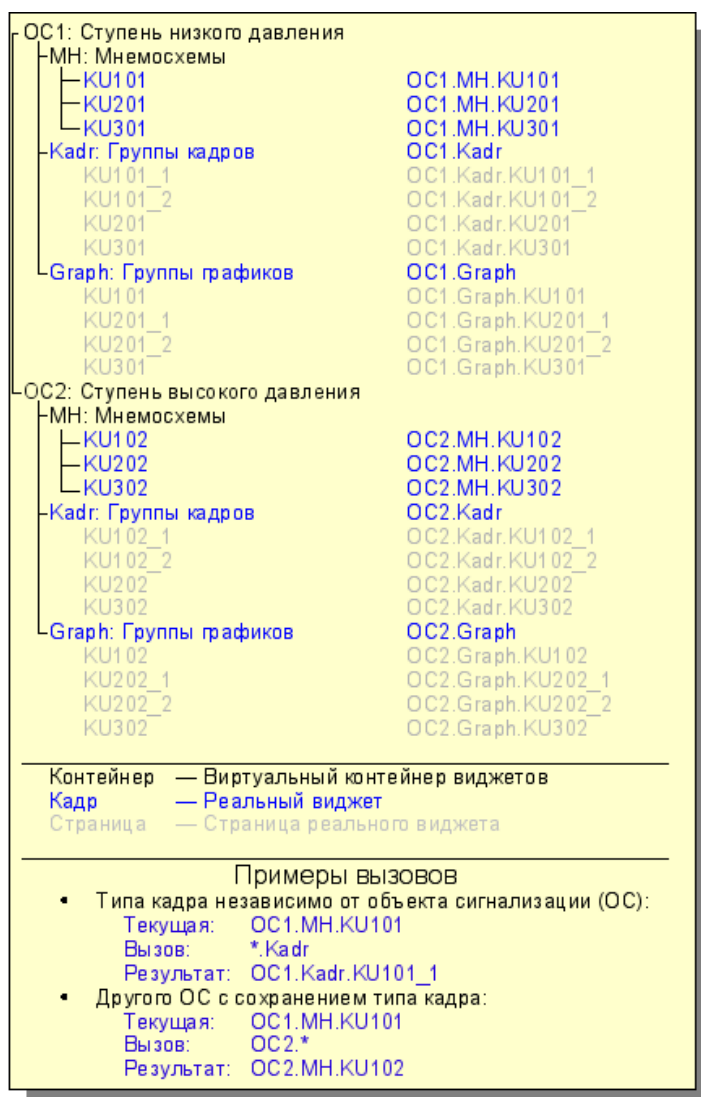 ОС1: Ступень низкого давления
МН: Мнемосхемы
KU101 ОС1.МН.KU101
KU201 ОС1.МН.KU201
KU301 ОС1.МН.KU301
Kadr: Группы кадров ОС1.Kadr
KU101_1 ОС1.Kadr.KU101_1
KU101_2 ОС1.Kadr.KU101_2
KU201 ОС1.Kadr.KU201
KU301 ОС1.Kadr.KU301
Graph: Группы графиков ОС1.Graph
KU101 ОС1.Graph.KU101
KU201_1 ОС1.Graph.KU201_1
KU201_2 ОС1.Graph.KU201_2
KU301 ОС1.Graph.KU301
ОС2: Ступень высокого давления
МН: Мнемосхемы
KU102 ОС2.МН.KU102
KU202 ОС2.МН.KU202
KU302 ОС2.МН.KU302
Kadr: Группы кадров ОС2.Kadr
KU102_1 ОС2.Kadr.KU102_1
KU102_2 ОС2.Kadr.KU102_2
KU202 ОС2.Kadr.KU202
KU302 ОС2.Kadr.KU302
Graph: Группы графиков ОС2.Graph
KU102 ОС2.Graph.KU102
KU202_1 ОС2.Graph.KU202_1
KU202_2 ОС2.Graph.KU202_2
KU302 ОС2.Graph.KU302
Контейнер — Виртуальный контейнер виджетов
Кадр — Реальный виджет
Страница — Страница реального виджета
Примеры вызовов
• Типа кадра независимо от объекта сигнализации (ОС):
Текущая: ОС1.МН.KU101
Вызов: *.Kadr
Результат: ОС1.Kadr.KU101_1
• Другого ОС с сохранением типа кадра:
Текущая: ОС1.МН.KU101
Вызов: ОС2.*
Результат: ОС2.МН.KU102